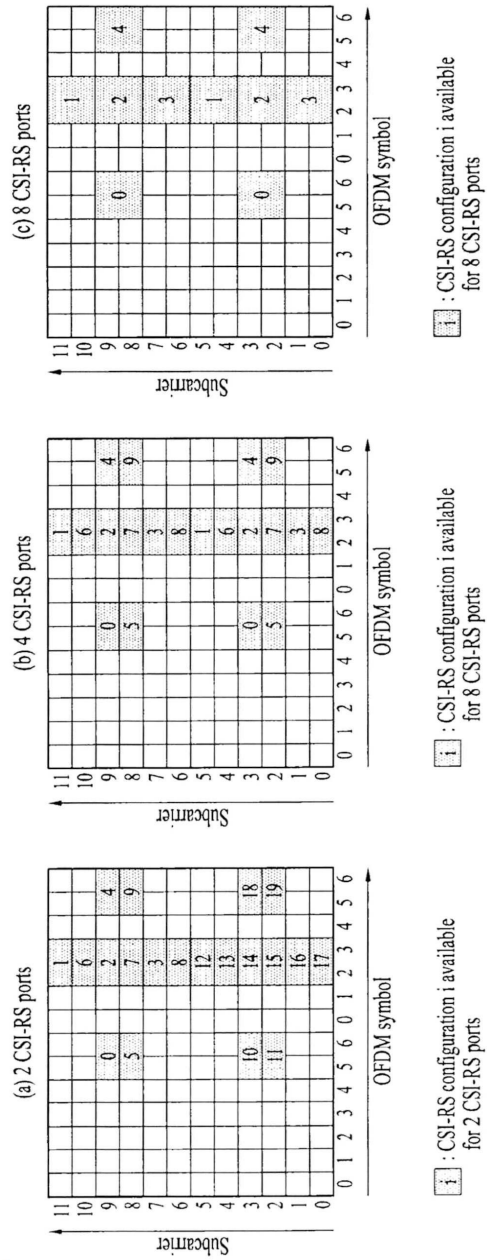 (a) 2 CSI-RS ports
Subcarrier
11 1
10 6
9 0 2 4
8 5 7 9
7 3
6 8
5 12
4 13
3 10 14 18
2 11 15 19
1 16
0 17
0 1 2 3 4 5 6 0 1 2 3 4 5 6
OFDM symbol
i : CSI-RS configuration i available
for 2 CSI-RS ports
(b) 4 CSI-RS ports
Subcarrier
11 1
10 6
9 0 2 4
8 5 7 9
7 3
6 8
5 1
4 6
3 0 2 4
2 5 7 9
1 3
0 8
0 1 2 3 4 5 6 0 1 2 3 4 5 6
OFDM symbol
i : CSI-RS configuration i available
for 8 CSI-RS ports
(c) 8 CSI-RS ports
Subcarrier
11
10 1
9
8 0 2 4
7
6 3
5
4 1
3
2 0 2 4
1
0 3
0 1 2 3 4 5 6 0 1 2 3 4 5 6
OFDM symbol
i : CSI-RS configuration i available
for 8 CSI-RS ports